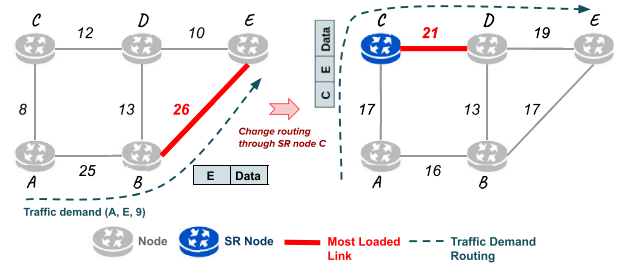 C
D
E
12
10
8
13
26
25
A
B
Traffic demand (A, E, 9)
E Data
Change routing
through SR node C
C E Data
C
D
E
21
19
17
13
17
16
A
B
Node
SR Node
Most Loaded
Link
Traffic Demand
Routing